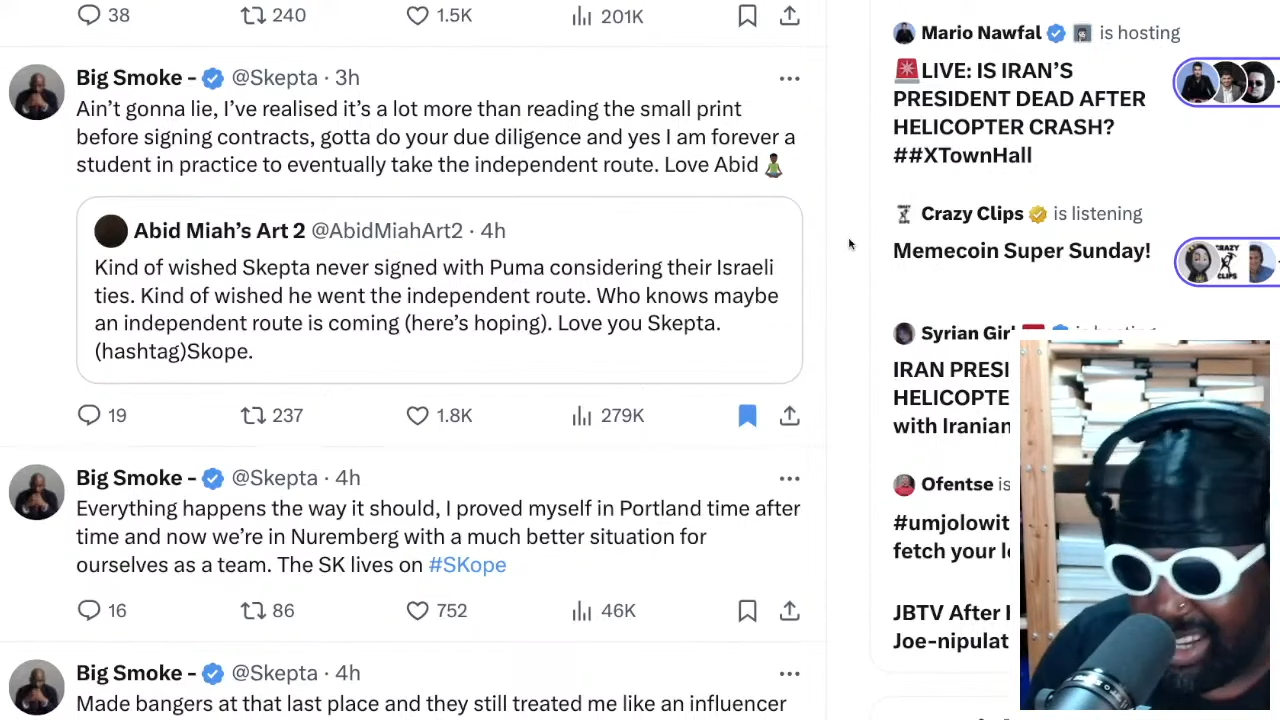 38 240 1.5K 201K
Big Smoke - @Skepta · 3h
Ain't gonna lie, I've realised it's a lot more than reading the small print
before signing contracts, gotta do your due diligence and yes I am forever a
student in practice to eventually take the independent route. Love Abid 🧘🏿‍♂️
Abid Miah's Art 2 @AbidMiahArt2 · 4h
Kind of wished Skepta never signed with Puma considering their Israeli
ties. Kind of wished he went the independent route. Who knows maybe
an independent route is coming (here's hoping). Love you Skepta.
(hashtag)Skope.
19 237 1.8K 279K
Big Smoke - @Skepta · 4h
Everything happens the way it should, I proved myself in Portland time after
time and now we're in Nuremberg with a much better situation for
ourselves as a team. The SK lives on #SKope
16 86 752 46K
Big Smoke - @Skepta · 4h
Made bangers at that last place and they still treated me like an influencer
Mario Nawfal is hosting
🚨LIVE: IS IRAN'S
PRESIDENT DEAD AFTER
HELICOPTER CRASH?
##XTownHall
Crazy Clips is listening
Memecoin Super Sunday!
CRAZY
CLIPS
Syrian Girl is hosting
IRAN PRESI
HELICOPTE
with Iranian
Ofentse is
#umjolowit
fetch your l
JBTV After
Joe-nipulat